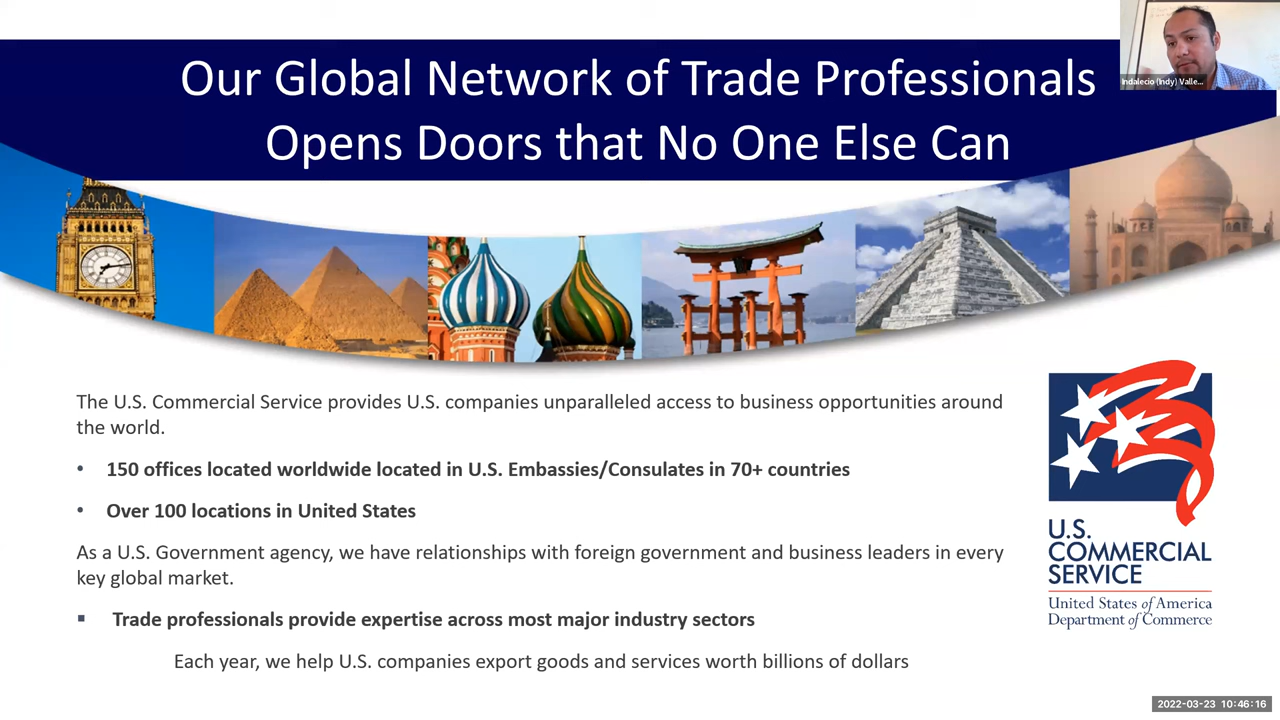 Our Global Network of Trade Professionals
Opens Doors that No One Else Can
Indalecio (Indy) Valle...
The U.S. Commercial Service provides U.S. companies unparalleled access to business opportunities around
the world.
• 150 offices located worldwide located in U.S. Embassies/Consulates in 70+ countries
• Over 100 locations in United States
As a U.S. Government agency, we have relationships with foreign government and business leaders in every
key global market.
▪ Trade professionals provide expertise across most major industry sectors
Each year, we help U.S. companies export goods and services worth billions of dollars
U.S.
COMMERCIAL
SERVICE
United States of America
Department of Commerce
2022-03-23 10:46:16